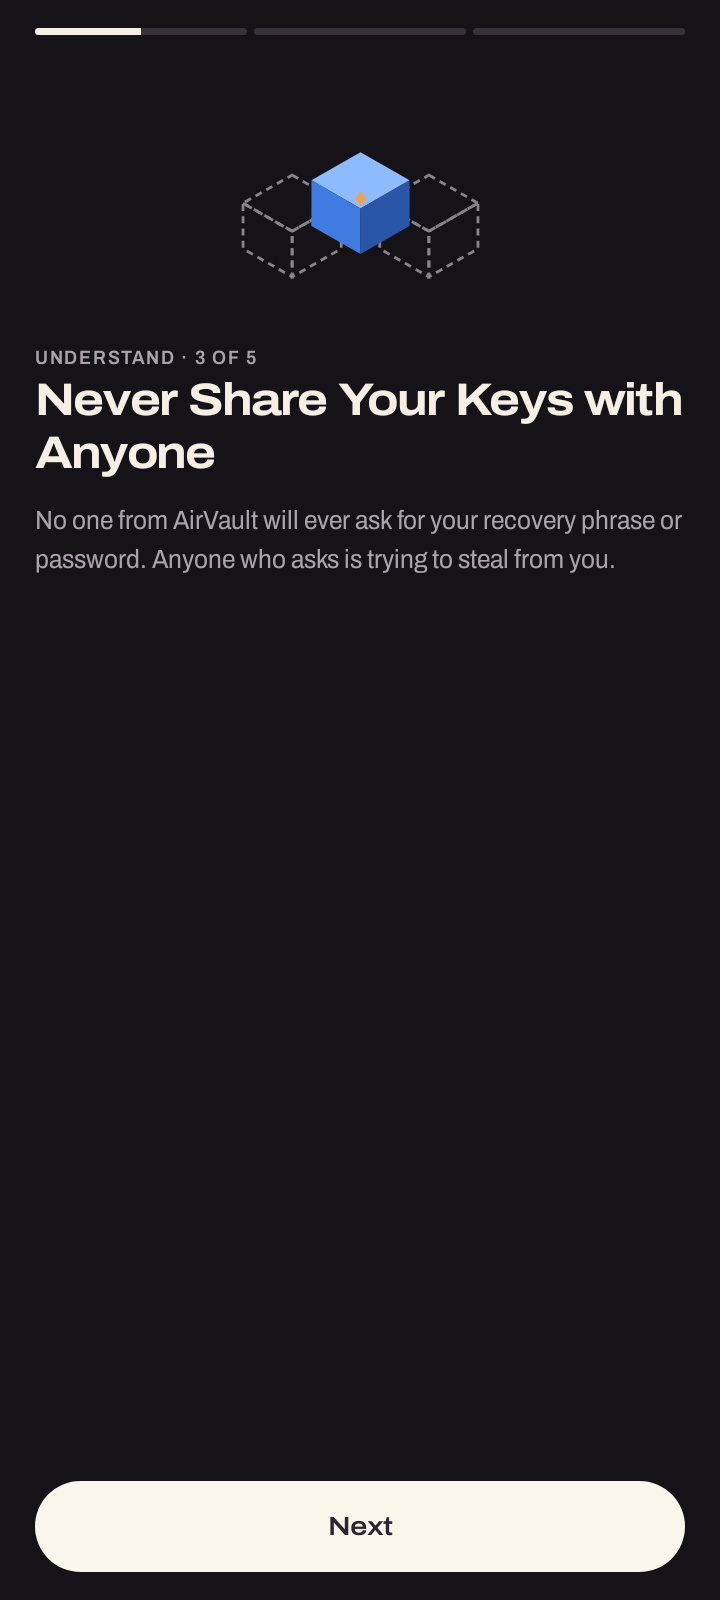 UNDERSTAND · 3 OF 5
Never Share Your Keys with
Anyone
No one from AirVault will ever ask for your recovery phrase or
password. Anyone who asks is trying to steal from you.
Next